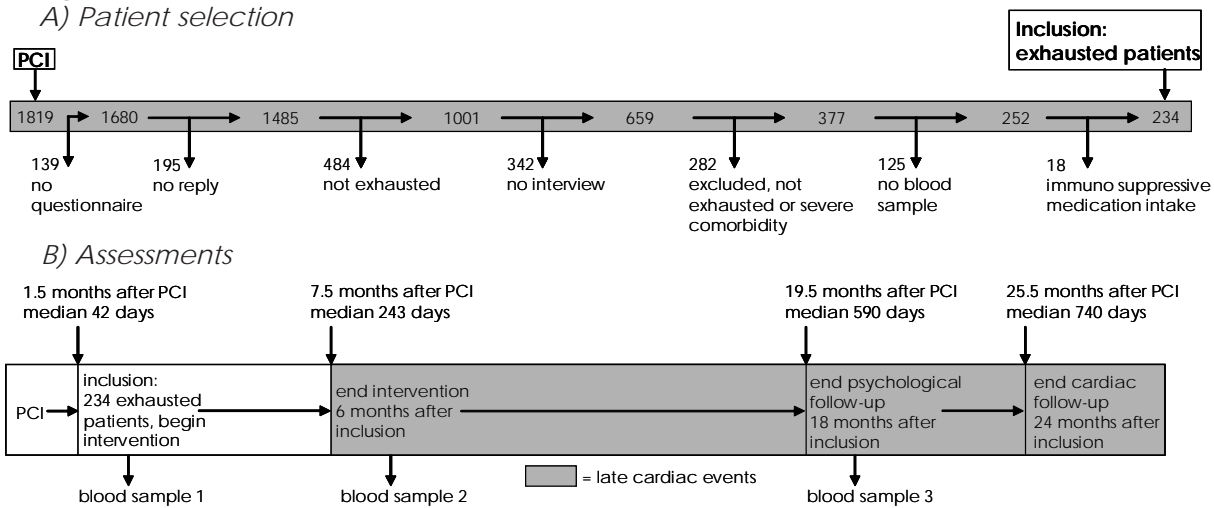 A) Patient selection
PCI
Inclusion:
exhausted patients
1819
1680
1485
1001
659
377
252
234
139
no
questionnaire
195
no reply
484
not exhausted
342
no interview
282
excluded, not
exhausted or severe
comorbidity
125
no blood
sample
18
immuno suppressive
medication intake
B) Assessments
1.5 months after PCI
median 42 days
7.5 months after PCI
median 243 days
19.5 months after PCI
median 590 days
25.5 months after PCI
median 740 days
PCI
inclusion:
234 exhausted
patients, begin
intervention
end intervention
6 months after
inclusion
end psychological
follow-up
18 months after
inclusion
end cardiac
follow-up
24 months after
inclusion
blood sample 1
blood sample 2
= late cardiac events
blood sample 3